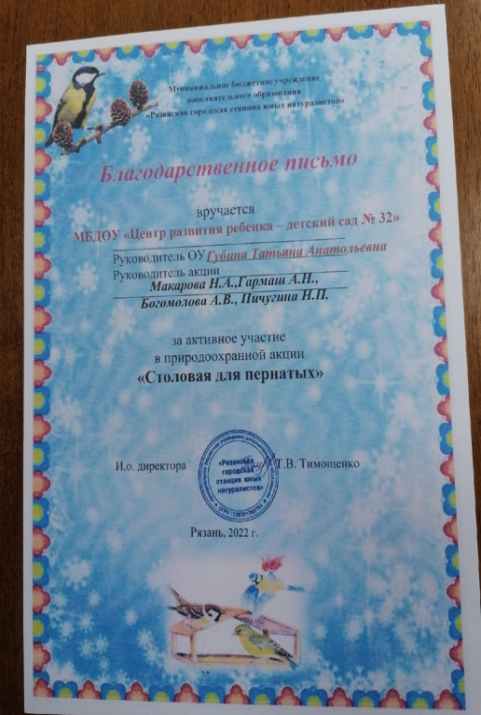 Муниципальное бюджетное учреждение
дополнительного образования
«Рязанская городская станция юных натуралистов»
Благодарственное письмо
вручается
МБДОУ «Центр развития ребенка – детский сад № 32»
Руководитель ОУ Губина Татьяна Анатольевна
Руководитель акции
Макарова Н.А.,Гармаш А.Н.,
Богомолова А.В., Пичугина Н.П.
за активное участие
в природоохранной акции
«Столовая для пернатых»
И.о. директора Т.В. Тимошенко
«Рязанская
городская
станция юных
натуралистов»
Рязань, 2022 г.